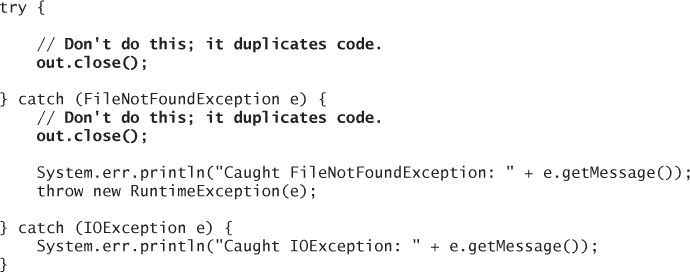 try {
    // Don't do this; it duplicates code.
    out.close();
} catch (FileNotFoundException e) {
    // Don't do this; it duplicates code.
    out.close();
    System.err.println("Caught FileNotFoundException: " + e.getMessage());
    throw new RuntimeException(e);
} catch (IOException e) {
    System.err.println("Caught IOException: " + e.getMessage());
}